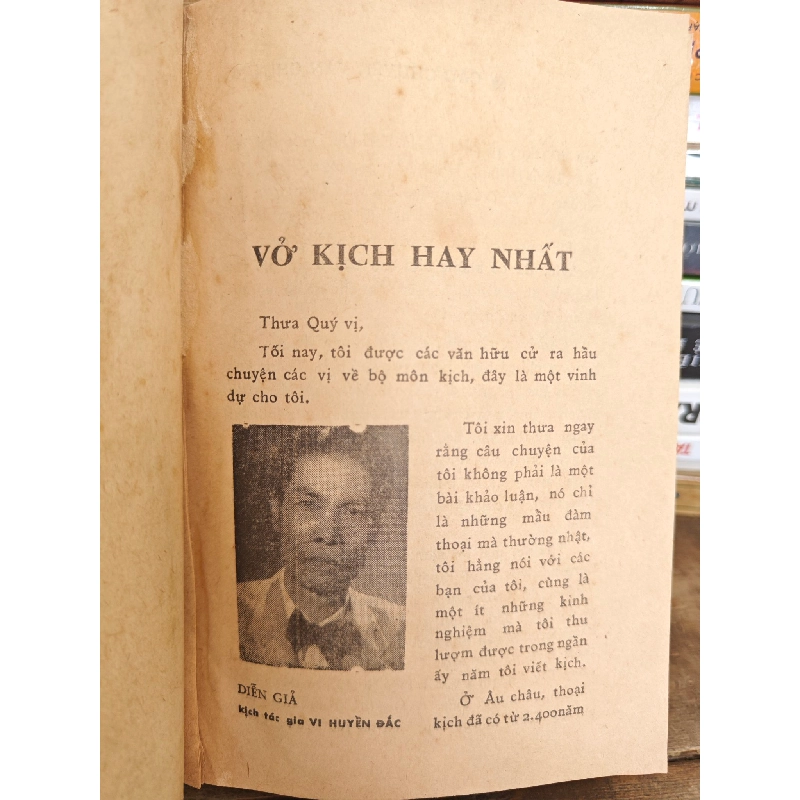 VỞ KỊCH HAY NHẤT
Thưa Quý vị,
Tối nay, tôi được các văn hữu cử ra hầu
chuyện các vị về bộ môn kịch, đây là một vinh
dự cho tôi.
Tôi xin thưa ngay
rằng câu chuyện của
tôi không phải là một
bài khảo luận, nó chỉ
là những mẩu đàm
thoại mà thường nhật,
tôi hằng nói với các
bạn của tôi, cùng là
một ít những kinh
nghiệm mà tôi thu
lượm được trong ngần
ấy năm tôi viết kịch.
Ở Âu châu, thoại
kịch đã có từ 2.400năm
DIỄN GIẢ
kịch tác gia VI HUYỀN ĐẮC